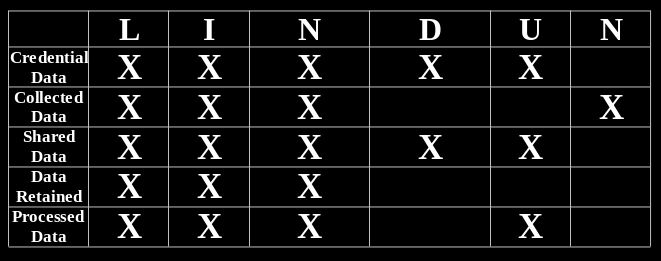 L I N D U N
Credential X X X X X
Data
Collected X X X X
Data
Shared X X X X X
Data
Data X X X
Retained
Processed X X X X
Data